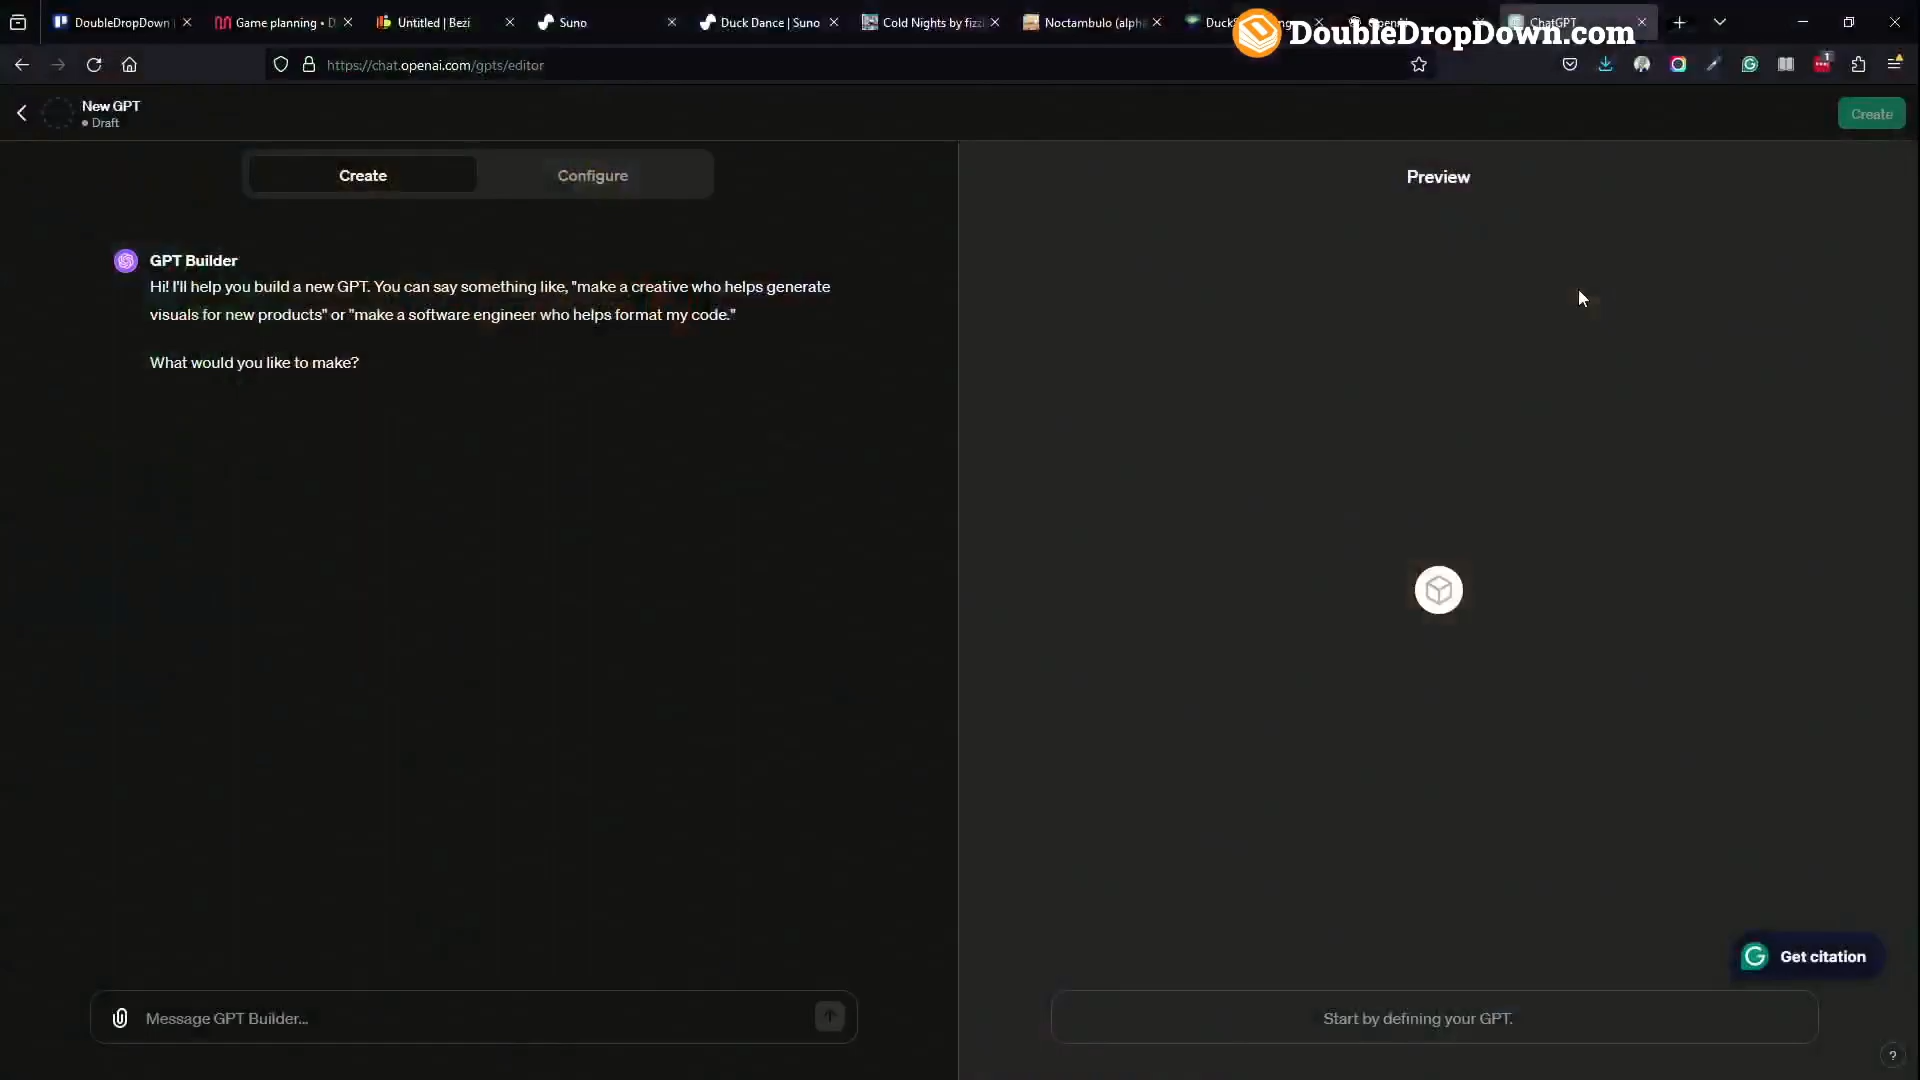 DoubleDropDown
Game planning • D
Untitled | Bezi
Suno
Duck Dance | Suno
Cold Nights by fizzi
Noctambulo (alph
ChatGPT
DoubleDropDown.com
https://chat.openai.com/gpts/editor
1
New GPT
Draft
Create
Create
Configure
Preview
GPT Builder
Hi! I'll help you build a new GPT. You can say something like, "make a creative who helps generate
visuals for new products" or "make a software engineer who helps format my code."
What would you like to make?
Get citation
Message GPT Builder...
Start by defining your GPT.
?